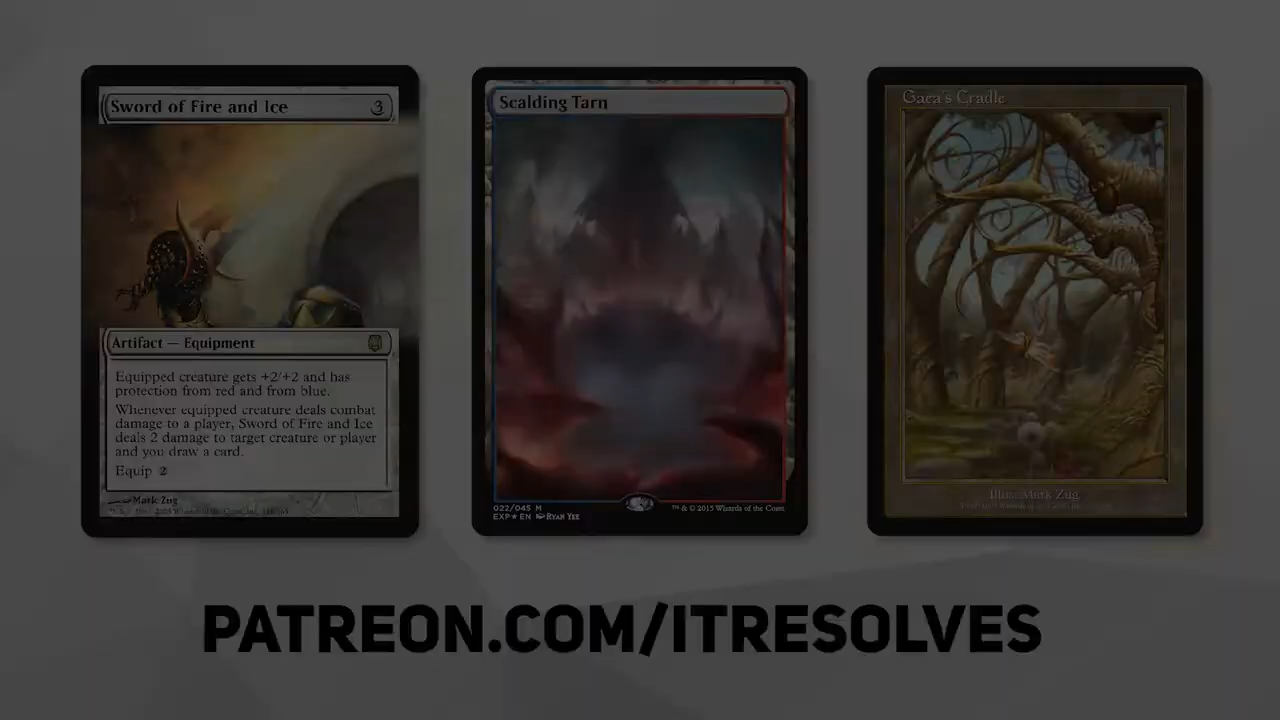 Sword of Fire and Ice 3
Artifact — Equipment
Equipped creature gets +2/+2 and has
protection from red and from blue.
Whenever equipped creature deals combat
damage to a player, Sword of Fire and Ice
deals 2 damage to target creature or player
and you draw a card.
Equip 2
Mark Zug
Scalding Tarn
022/045 M
EXP★EN Ryan Yee
™ & © 2015 Wizards of the Coast
Gaea's Cradle
Illus. Mark Zug
PATREON.COM/ITRESOLVES